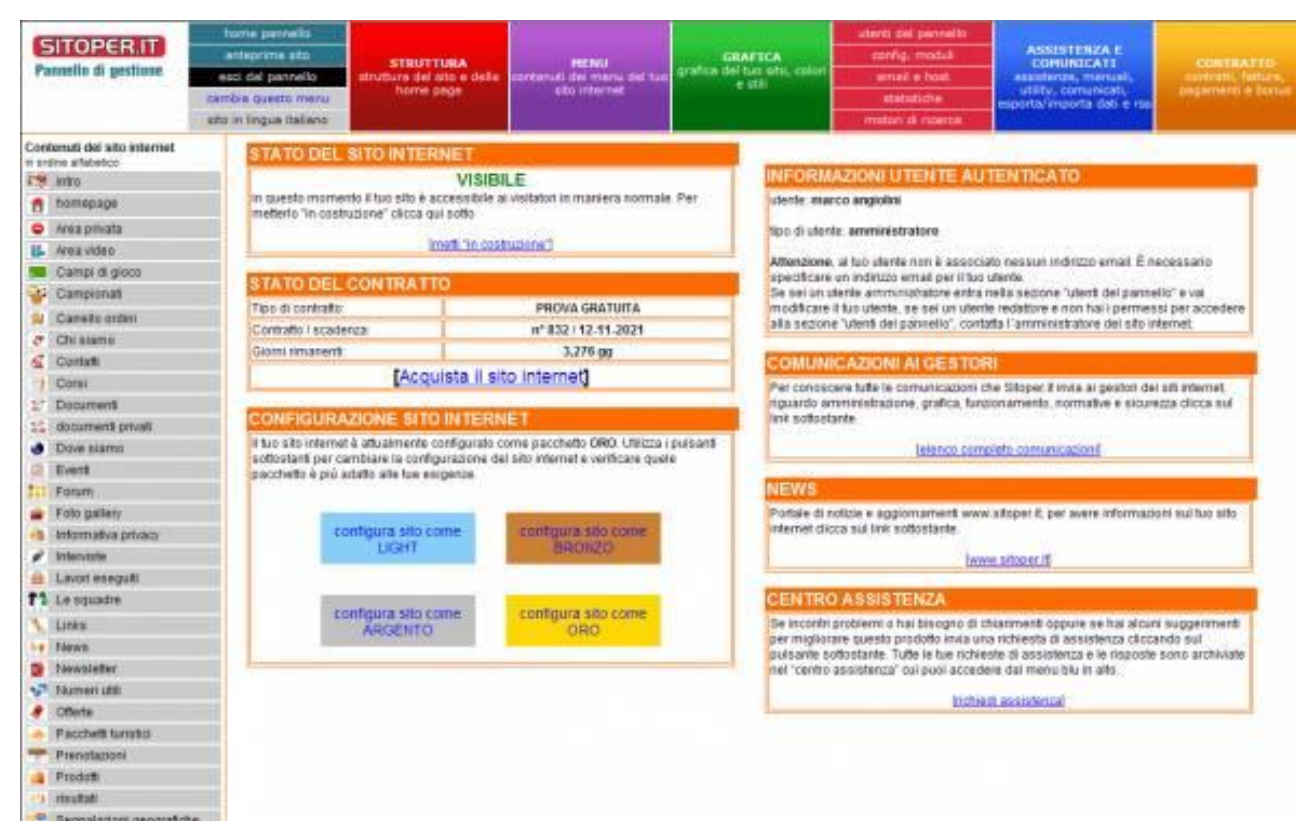 SITOPER.IT
Pannello di gestione
home pannello
anteprima sito
esci dal pannello
cambia questo menu
sito in lingua italiano
STRUTTURA
struttura del sito e delle
home page
MENU
contenuti dei menu del tuo
sito internet
GRAFICA
grafica del tuo sito, colori
e stili
utenti del pannello
config. moduli
email e host
statistiche
motori di ricerca
ASSISTENZA E
COMUNICATI
assistenza, manuali,
utility, comunicati,
esporta/importa dati e rss
CONTRATTO
contratti, fatture,
pagamenti e bonus
Contenuti del sito internet
in ordine alfabetico
intro
homepage
Area privata
Area video
Campi di gioco
Campionati
Carrello ordini
Chi siamo
Contatti
Corsi
Documenti
documenti privati
Dove siamo
Eventi
Forum
Foto gallery
Informativa privacy
Interviste
Lavori eseguiti
Le squadre
Links
News
Newsletter
Numeri utili
Offerte
Pacchetti turistici
Prenotazioni
Prodotti
risultati
Segnalazioni geografiche
STATO DEL SITO INTERNET
VISIBILE
In questo momento il tuo sito è accessibile ai visitatori in maniera normale. Per
metterlo "in costruzione" clicca qui sotto
[metti "in costruzione"]
STATO DEL CONTRATTO
Tipo di contratto: PROVA GRATUITA
Contratto / scadenza: n° 832 / 12-11-2021
Giorni rimanenti: 3.276 gg
[Acquista il sito internet]
CONFIGURAZIONE SITO INTERNET
Il tuo sito internet è attualmente configurato come pacchetto ORO. Utilizza i pulsanti
sottostanti per cambiare la configurazione del sito internet e verificare quele
pacchetto è più adatto alle tue esigenze.
configura sito come
LIGHT
configura sito come
BRONZO
configura sito come
ARGENTO
configura sito come
ORO
INFORMAZIONI UTENTE AUTENTICATO
utente: marco angiolini
tipo di utente: amministratore
Attenzione, al tuo utente non è associato nessun indirizzo email. È necessario
specificare un indirizzo email per il tuo utente.
Se sei un utente amministratore entra nella sezione "utenti del pannello" e vai
modificare il tuo utente, se sei un utente redattore e non hai i permessi per accedere
alla sezione "utenti del pannello", contatta l'amministratore del sito internet.
COMUNICAZIONI AI GESTORI
Per conoscere tutte le comunicazioni che Sitoper.it invia ai gestori dei siti internet,
riguardo amministrazione, grafica, funzionamento, normative e sicurezza clicca sul
link sottostante.
[elenco completo comunicazioni]
NEWS
Portale di notizie e aggiornamenti www.sitoper.it, per avere informazioni sul tuo sito
internet clicca sul link sottostante.
[www.sitoper.it]
CENTRO ASSISTENZA
Se incontri problemi o hai bisogno di chiarimenti oppure se hai alcuni suggerimenti
per migliorare questo prodotto invia una richiesta di assistenza cliccando sul
pulsante sottostante. Tutte le tue richieste di assistenza e le risposte sono archiviate
nel "centro assistenza" cui puoi accedere dal menu blu in alto.
[richiedi assistenza]